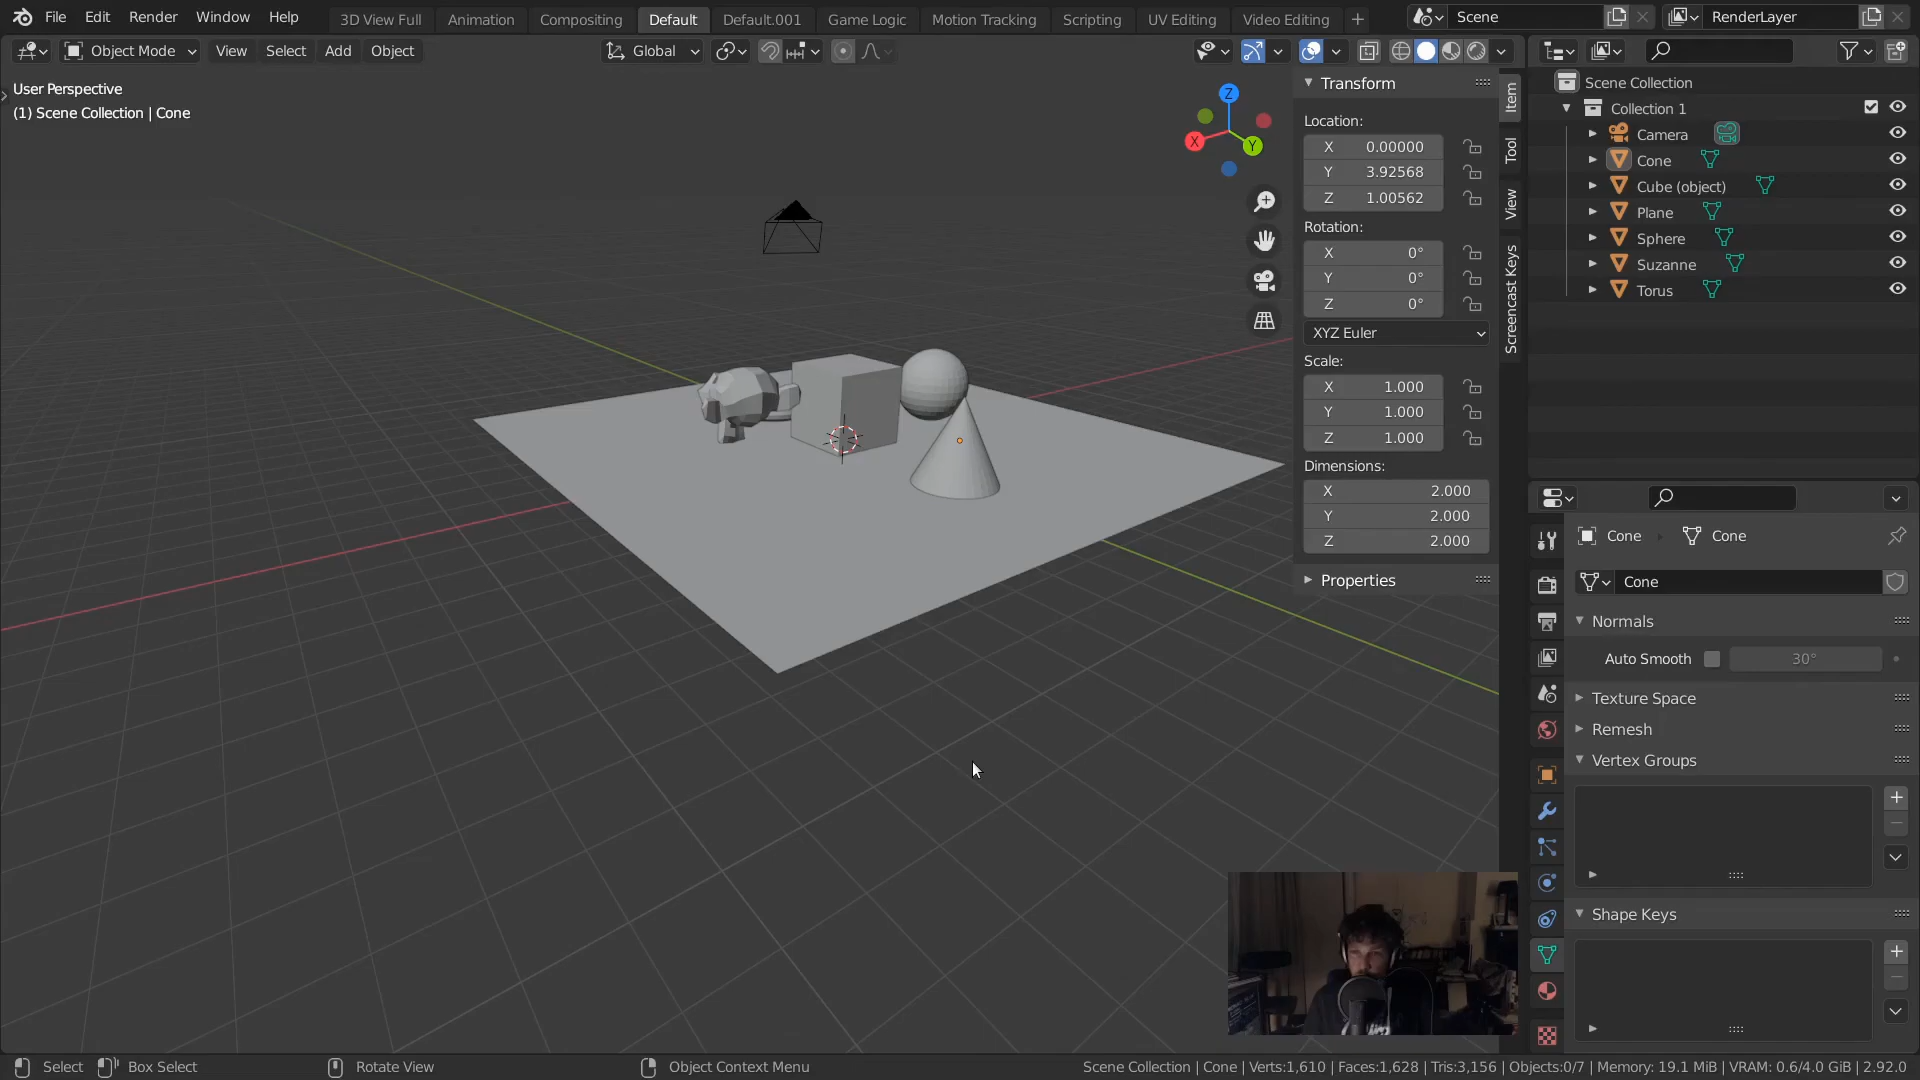 File Edit Render Window Help
3D View Full Animation Compositing Default Default.001 Game Logic Motion Tracking Scripting UV Editing Video Editing
Scene
RenderLayer
Object Mode View Select Add Object
Global
User Perspective
(1) Scene Collection | Cone
Z
X
Y
Transform
Location:
X 0.00000
Y 3.92568
Z 1.00562
Rotation:
X 0°
Y 0°
Z 0°
XYZ Euler
Scale:
X 1.000
Y 1.000
Z 1.000
Dimensions:
X 2.000
Y 2.000
Z 2.000
Properties
Item
Tool
View
Screencast Keys
Scene Collection
Collection 1
Camera
Cone
Cube (object)
Plane
Sphere
Suzanne
Torus
Cone Cone
Cone
Normals
Auto Smooth 30°
Texture Space
Remesh
Vertex Groups
Shape Keys
Select Box Select Rotate View Object Context Menu
Scene Collection | Cone | Verts:1,610 | Faces:1,628 | Tris:3,156 | Objects:0/7 | Memory: 19.1 MiB | VRAM: 0.6/4.0 GiB | 2.92.0